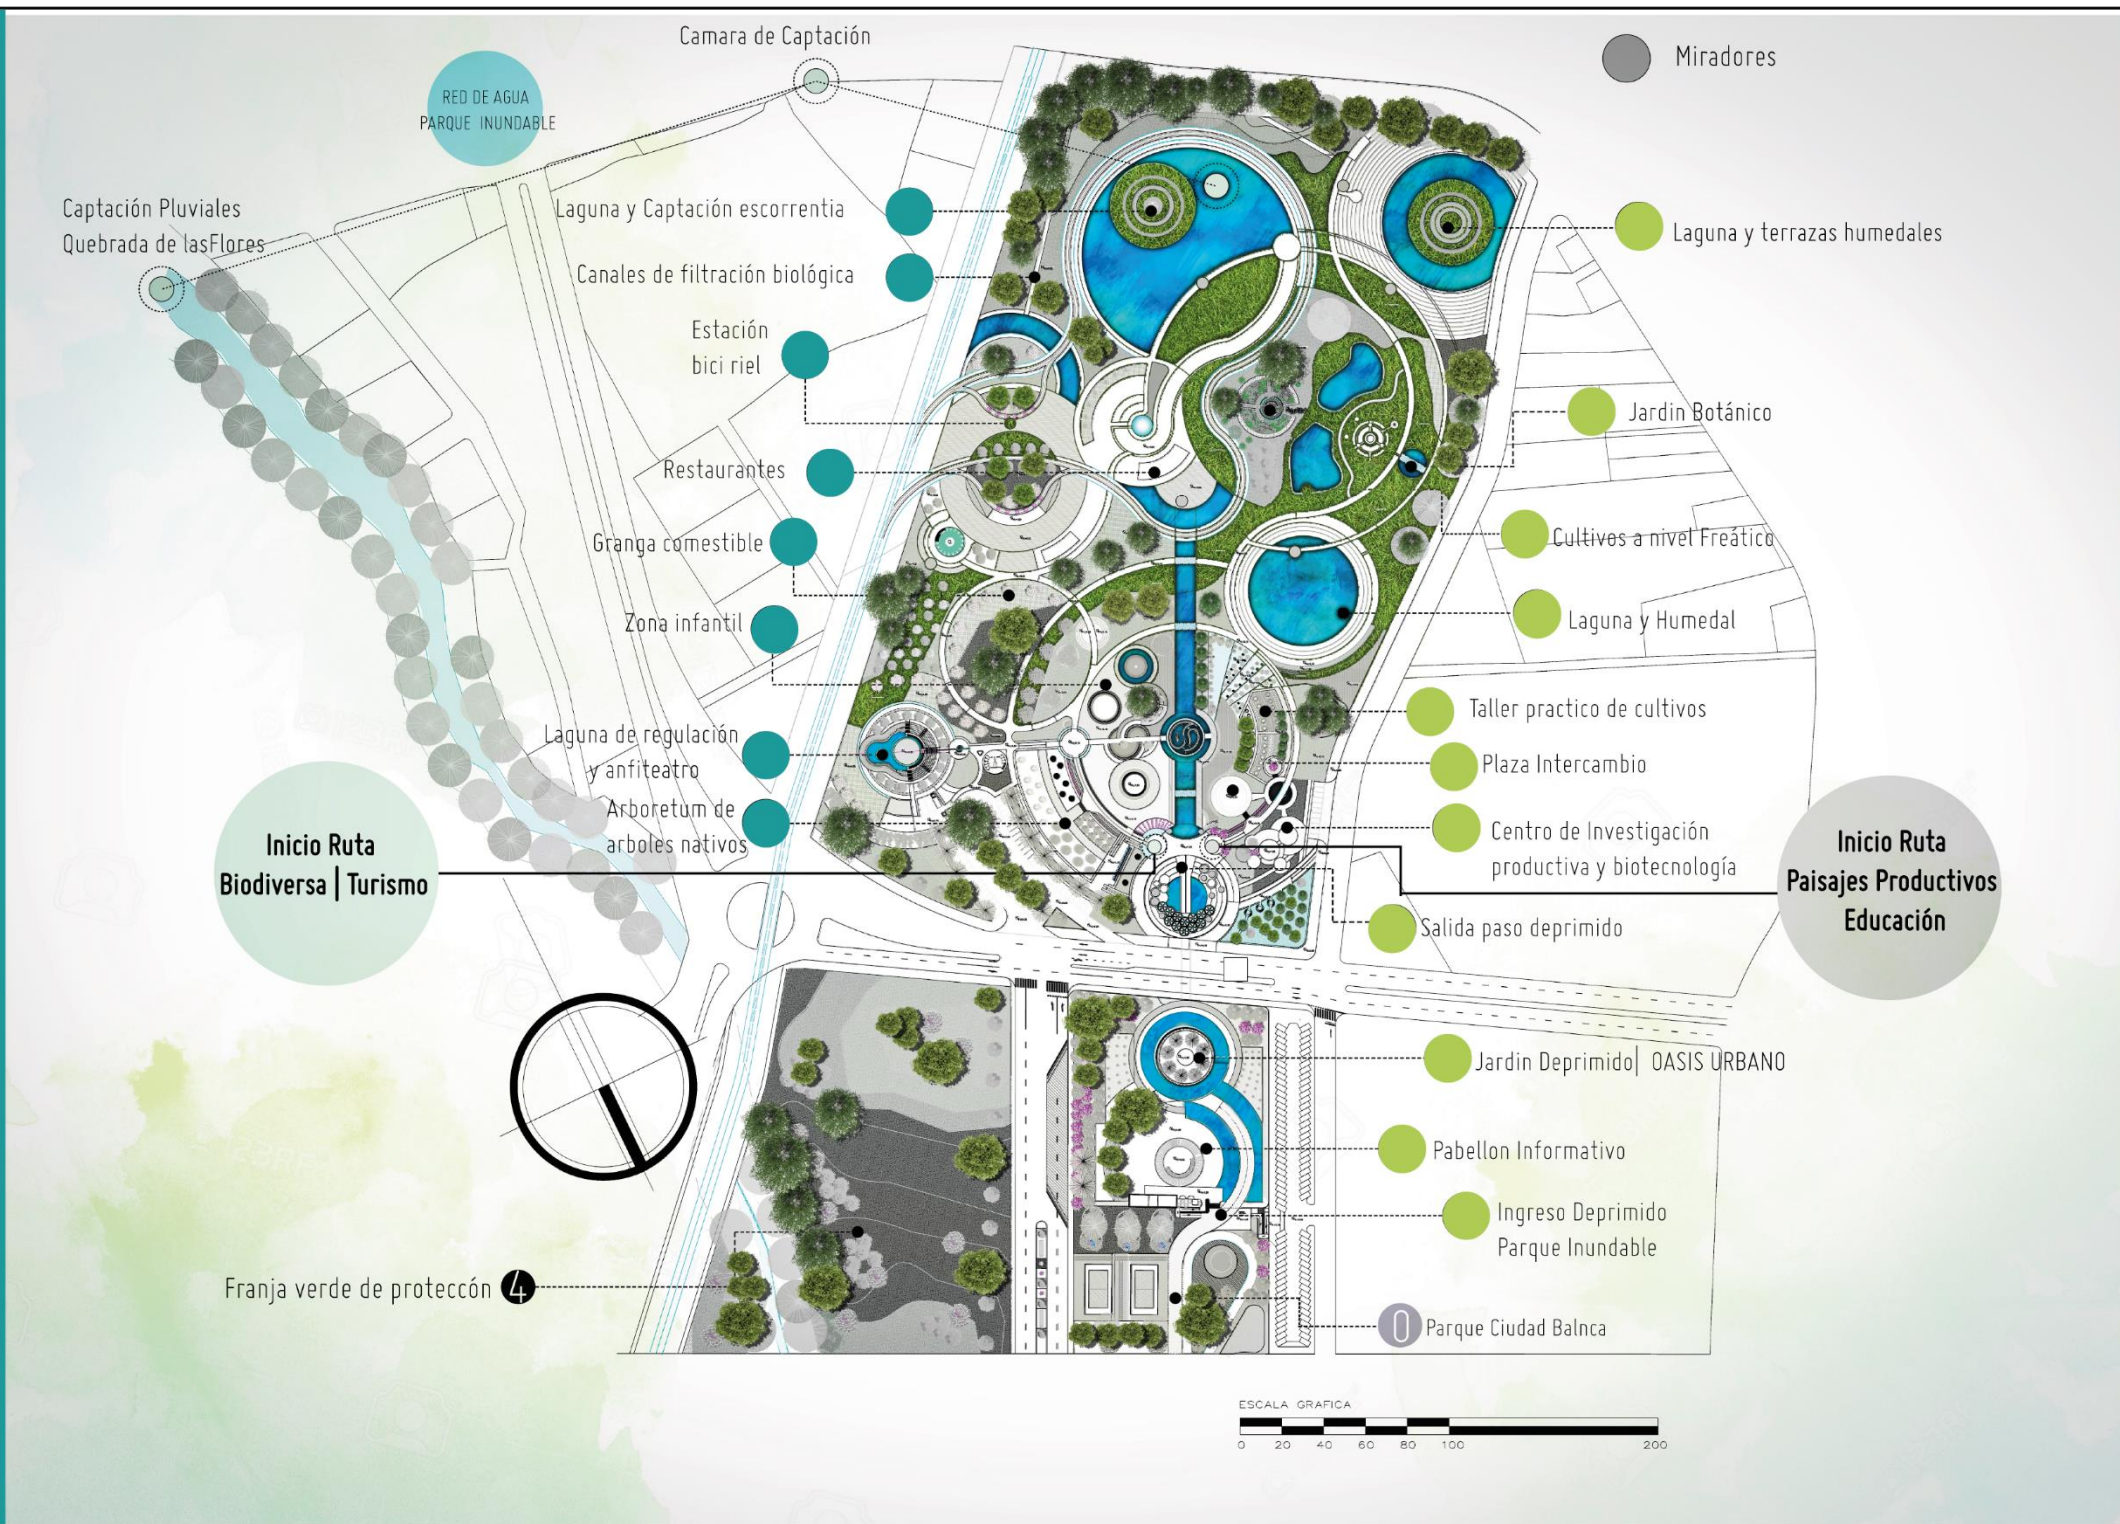 Camara de Captación
Miradores
RED DE AGUA
PARQUE INUNDABLE
Captación Pluviales
Quebrada de lasFlores
Laguna y Captación escorrentia
Laguna y terrazas humedales
Canales de filtración biológica
Estación
bici riel
Jardin Botánico
Restaurantes
Granga comestible
Cultivos a nivel Freático
Zona infantil
Laguna y Humedal
Taller practico de cultivos
Laguna de regulación
y anfiteatro
Plaza Intercambio
Arboretum de
arboles nativos
Centro de Investigación
productiva y biotecnología
Inicio Ruta
Biodiversa | Turismo
Inicio Ruta
Paisajes Productivos
Educación
Salida paso deprimido
Jardin Deprimido| OASIS URBANO
Pabellon Informativo
Ingreso Deprimido
Parque Inundable
Franja verde de proteccón 4
0 Parque Ciudad Balnca
ESCALA GRAFICA
0 20 40 60 80 100 200